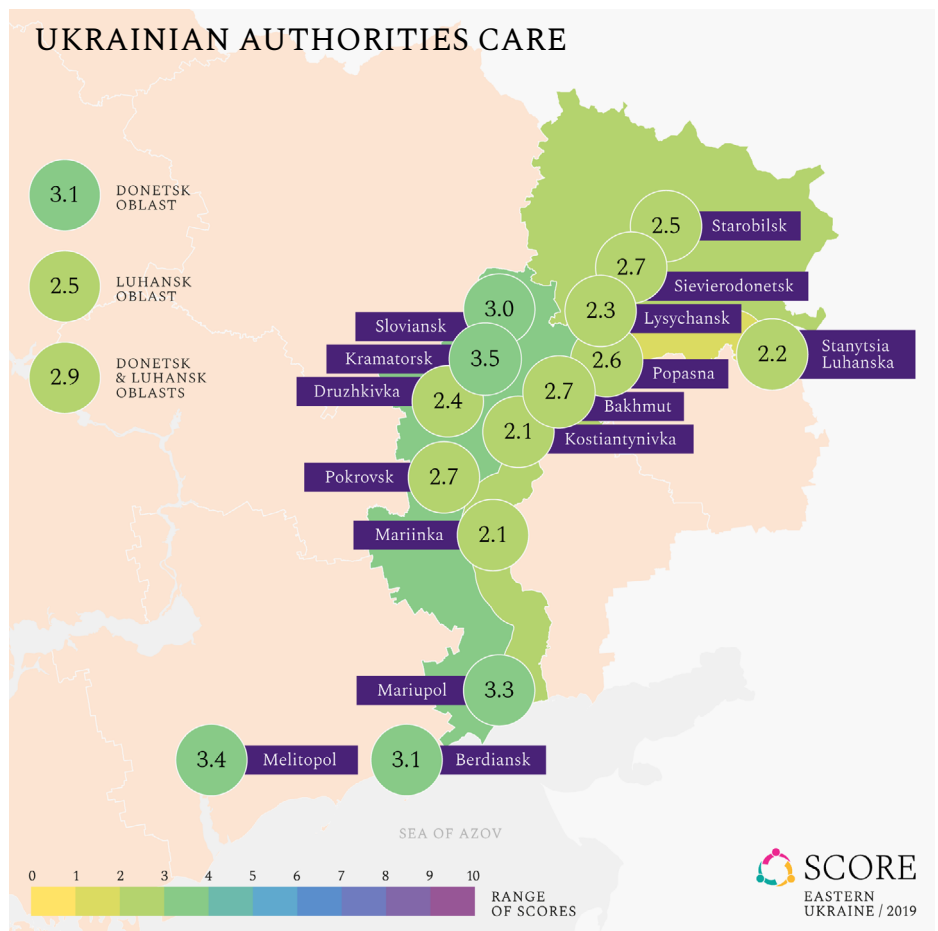 UKRAINIAN AUTHORITIES CARE
3.1
DONETSK
OBLAST
2.5
LUHANSK
OBLAST
2.9
DONETSK
& LUHANSK
OBLASTS
2.5
Starobilsk
2.7
Sievierodonetsk
3.0
Sloviansk
2.3
Lysychansk
2.2
Stanytsia
Luhanska
3.5
Kramatorsk
2.6
Popasna
2.4
Druzhkivka
2.7
Bakhmut
2.1
Kostiantynivka
2.7
Pokrovsk
2.1
Mariinka
3.3
Mariupol
3.4
Melitopol
3.1
Berdiansk
SEA OF AZOV
0 1 2 3 4 5 6 7 8 9 10
RANGE
OF SCORES
SCORE
EASTERN
UKRAINE / 2019